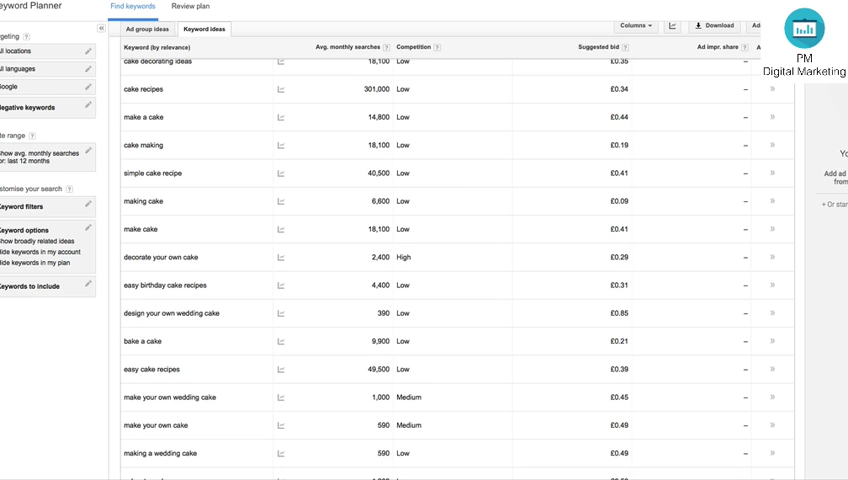 eyword Planner
Find keywords Review plan
PM
Digital Marketing
geting ?
ll locations
ll languages
oogle
egative keywords
te range ?
how avg. monthly searches
or: last 12 months
stomise your search ?
eyword filters
eyword options
how broadly related ideas
ide keywords in my account
ide keywords in my plan
eywords to include
Ad group ideas Keyword ideas
Columns Download Ad
Keyword (by relevance) Avg. monthly searches ? Competition ? Suggested bid ? Ad impr. share ? A
cake decorating ideas 18,100 Low £0.35 –
cake recipes 301,000 Low £0.34 –
make a cake 14,800 Low £0.44 –
cake making 18,100 Low £0.19 –
simple cake recipe 40,500 Low £0.41 –
making cake 6,600 Low £0.09 –
make cake 18,100 Low £0.41 –
decorate your own cake 2,400 High £0.29 –
easy birthday cake recipes 4,400 Low £0.31 –
design your own wedding cake 390 Low £0.85 –
bake a cake 9,900 Low £0.21 –
easy cake recipes 49,500 Low £0.39 –
make your own wedding cake 1,000 Medium £0.45 –
make your own cake 590 Medium £0.49 –
making a wedding cake 590 Low £0.49 –
Yo
Add ad
from
+ Or star